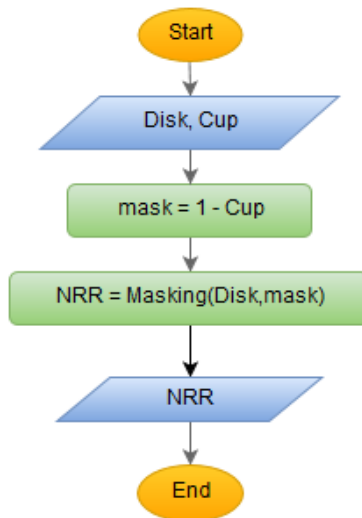 Start
Disk, Cup
mask = 1 - Cup
NRR = Masking(Disk,mask)
NRR
End